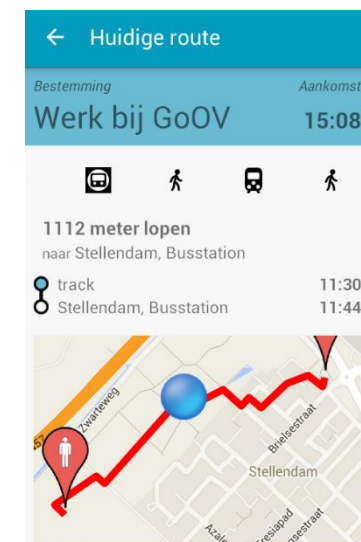 Huidige route
Bestemming Aankomst
Werk bij GoOV 15:08
1112 meter lopen
naar Stellendam, Busstation
track 11:30
Stellendam, Busstation 11:44
Zwarteweg
Brielsestraat
Stellendam